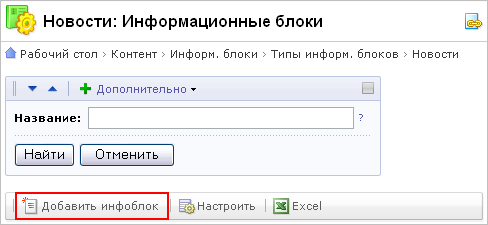 Новости: Информационные блоки
Рабочий стол › Контент › Информ. блоки › Типы информ. блоков › Новости
Дополнительно
Название: ?
Найти Отменить
Добавить инфоблок Настроить Excel